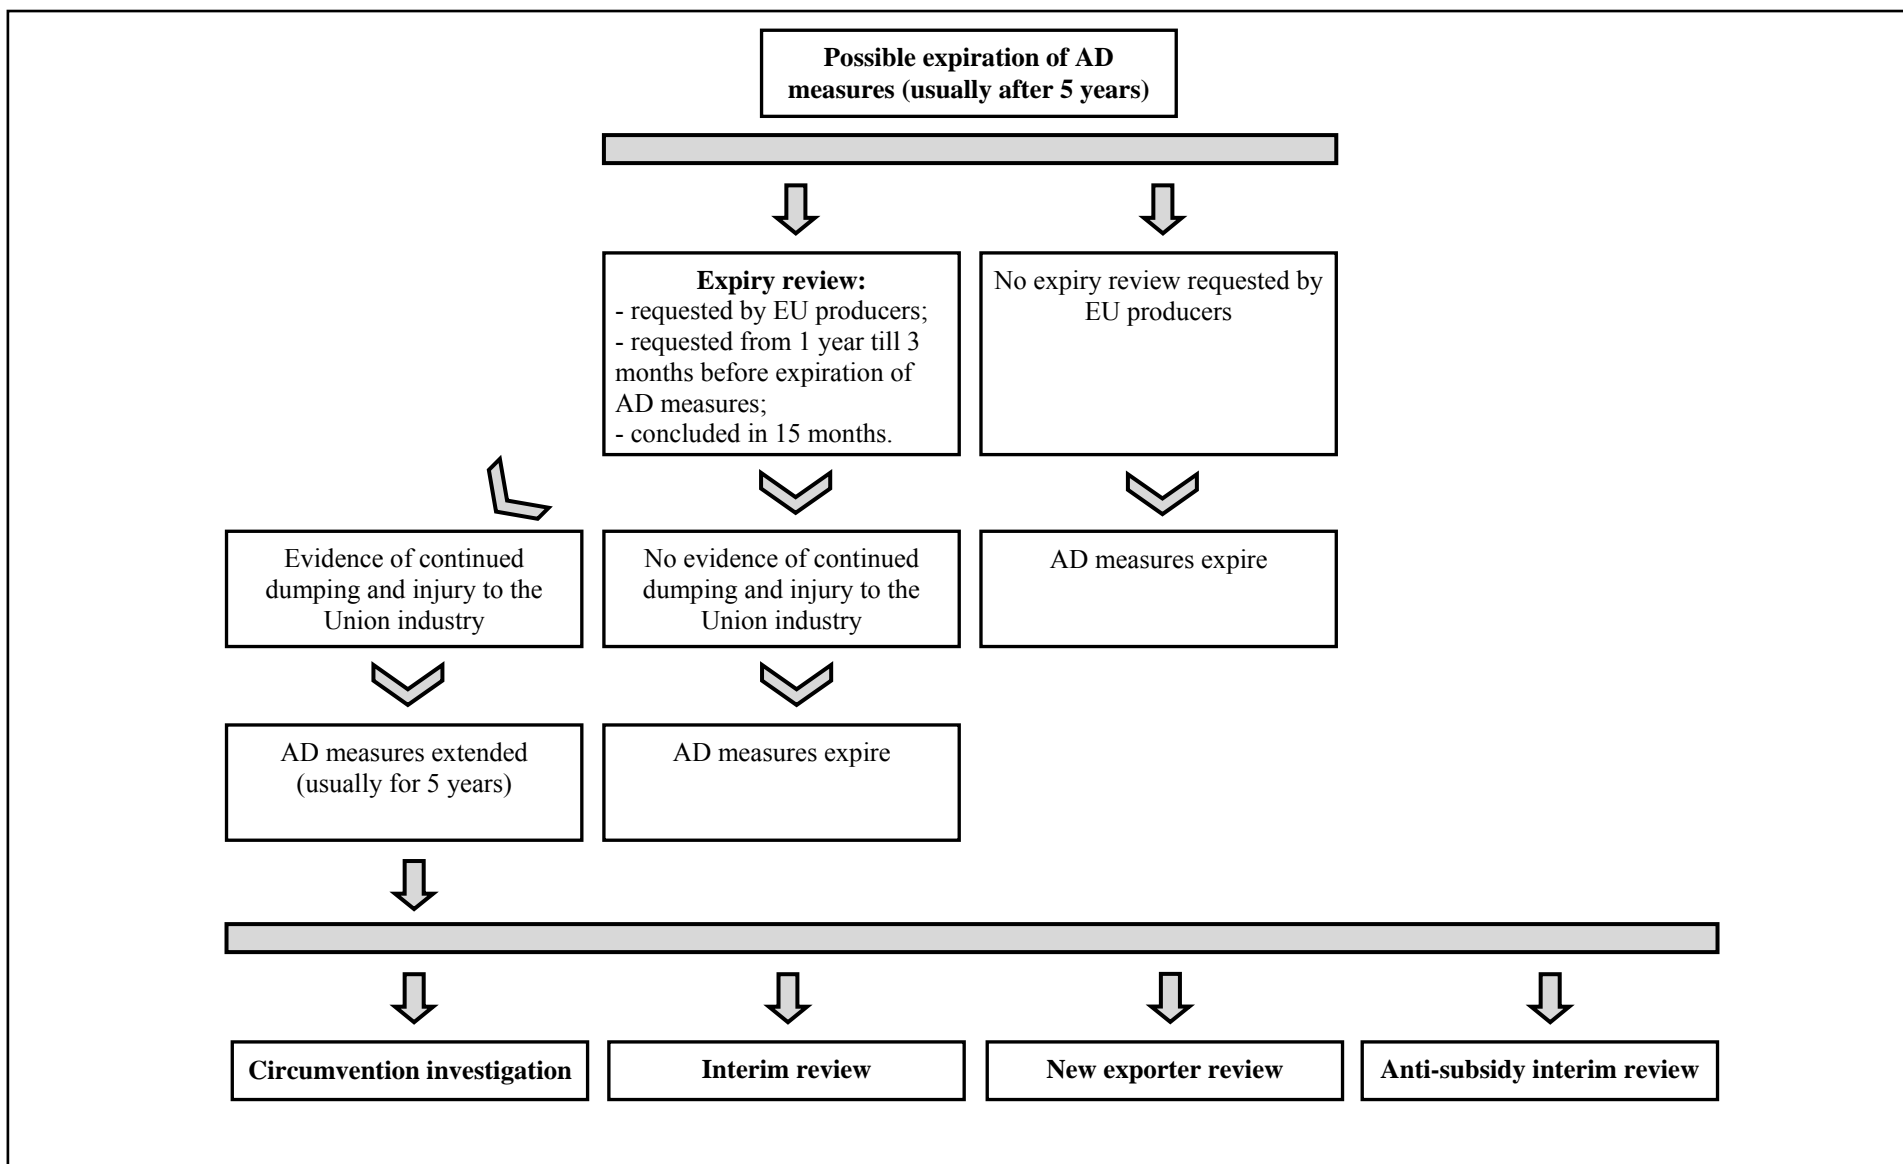 Possible expiration of AD
measures (usually after 5 years)
Expiry review:
- requested by EU producers;
- requested from 1 year till 3
months before expiration of
AD measures;
- concluded in 15 months.
No expiry review requested by
EU producers
Evidence of continued
dumping and injury to the
Union industry
No evidence of continued
dumping and injury to the
Union industry
AD measures expire
AD measures extended
(usually for 5 years)
AD measures expire
Circumvention investigation
Interim review
New exporter review
Anti-subsidy interim review